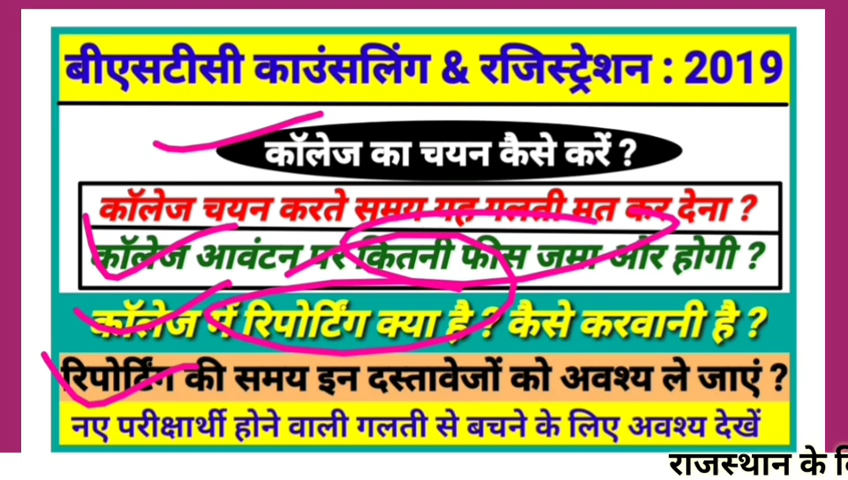 बीएसटीसी काउंसलिंग & रजिस्ट्रेशन : 2019
कॉलेज का चयन कैसे करें ?
कॉलेज चयन करते समय यह गलती मत कर देना ?
कॉलेज आवंटन पर कितनी फीस जमा और होगी ?
कॉलेज में रिपोर्टिंग क्या है ? कैसे करवानी है ?
रिपोर्टिंग की समय इन दस्तावेजों को अवश्य ले जाएं ?
नए परीक्षार्थी होने वाली गलती से बचने के लिए अवश्य देखें
राजस्थान के